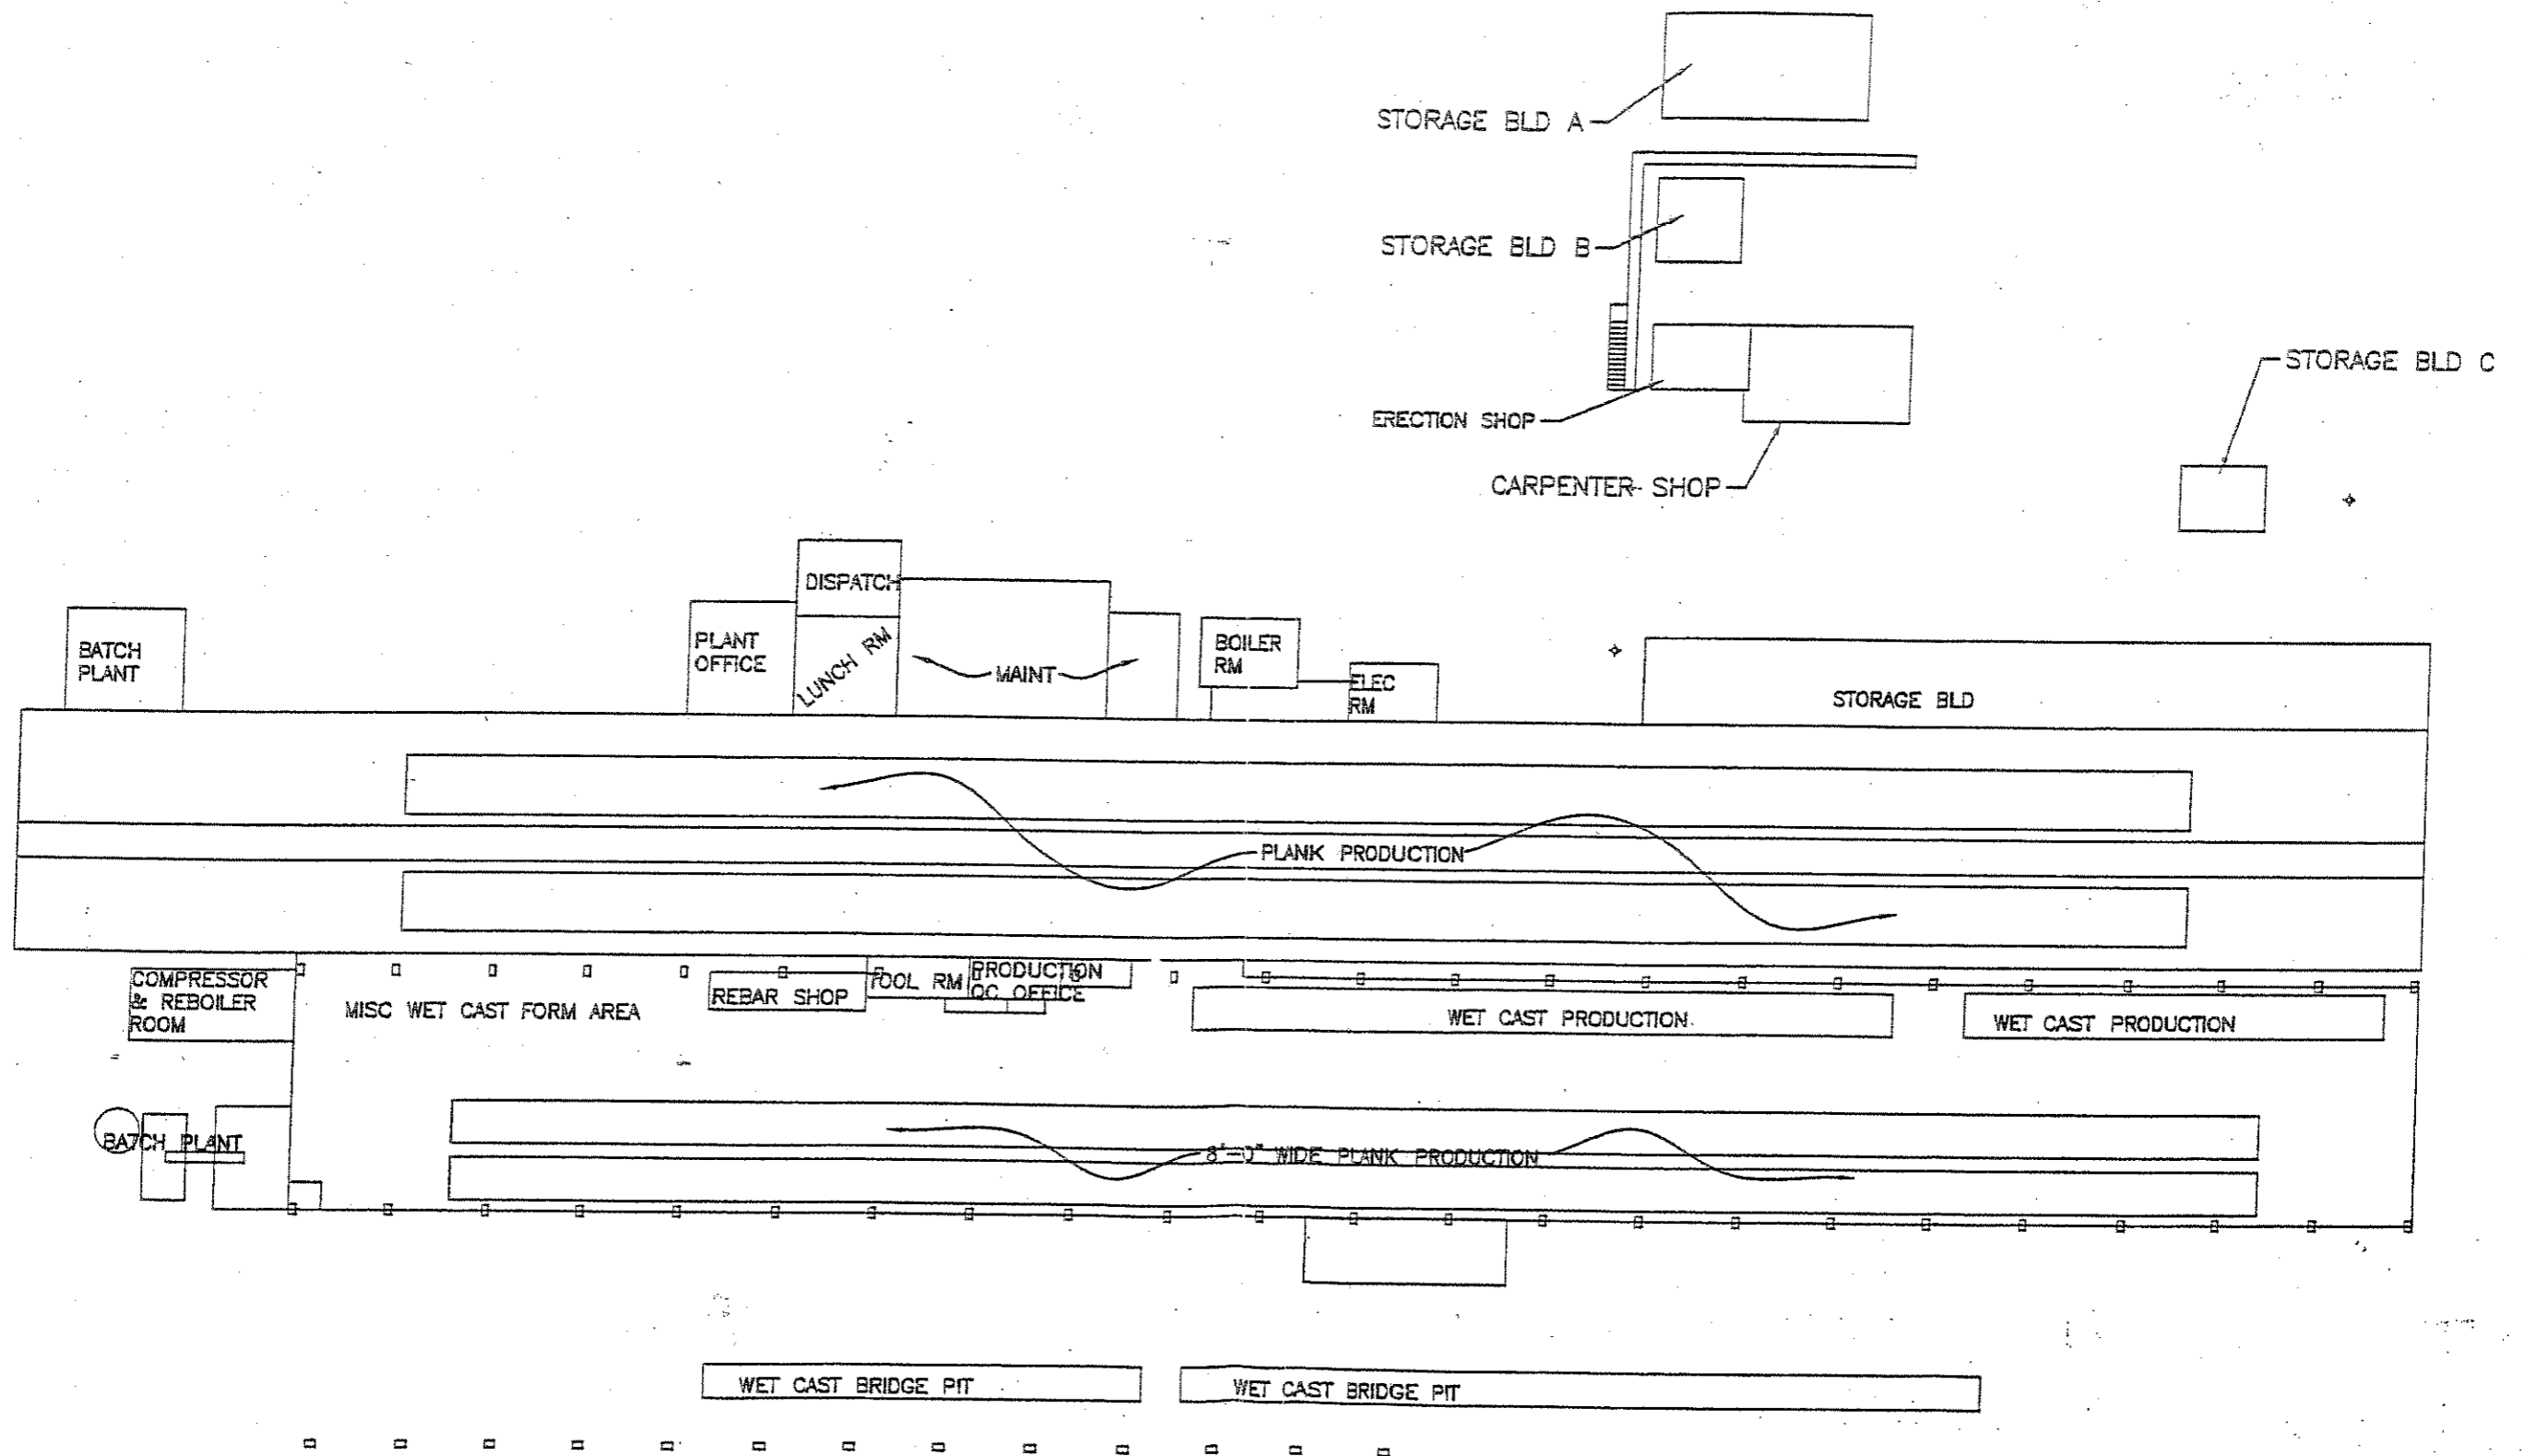 STORAGE BLD A
STORAGE BLD B
STORAGE BLD C
ERECTION SHOP
CARPENTER SHOP
DISPATCH
BATCH
PLANT
PLANT
OFFICE
LUNCH RM
MAINT
BOILER
RM
ELEC
RM
STORAGE BLD
PLANK PRODUCTION
COMPRESSOR
& REBOILER
ROOM
MISC WET CAST FORM AREA
REBAR SHOP
TOOL RM
PRODUCTION
QC OFFICE
WET CAST PRODUCTION
WET CAST PRODUCTION
BATCH PLANT
8'-0" WIDE PLANK PRODUCTION
WET CAST BRIDGE PIT
WET CAST BRIDGE PIT